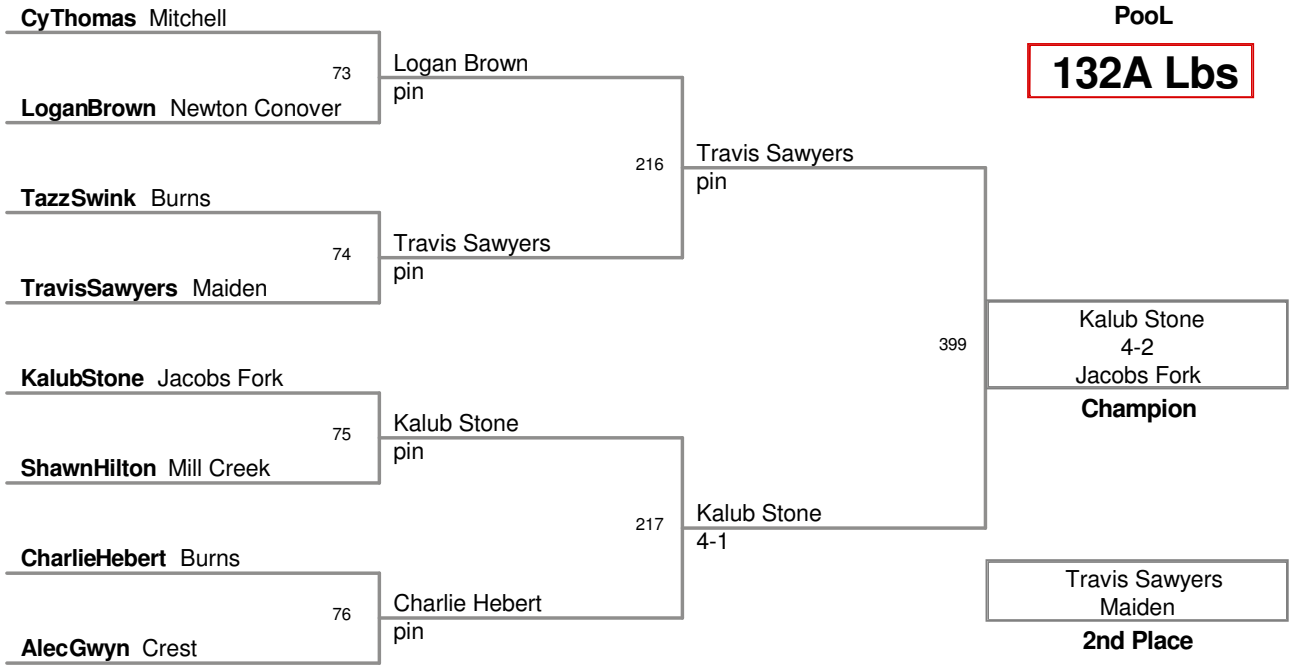 CyThomas Mitchell
PooL
132A Lbs
73
Logan Brown
pin
LoganBrown Newton Conover
216
Travis Sawyers
pin
TazzSwink Burns
74
Travis Sawyers
pin
TravisSawyers Maiden
399
Kalub Stone
4-2
Jacobs Fork
Champion
KalubStone Jacobs Fork
75
Kalub Stone
pin
ShawnHilton Mill Creek
217
Kalub Stone
4-1
CharlieHebert Burns
76
Charlie Hebert
pin
AlecGwyn Crest
Travis Sawyers
Maiden
2nd Place